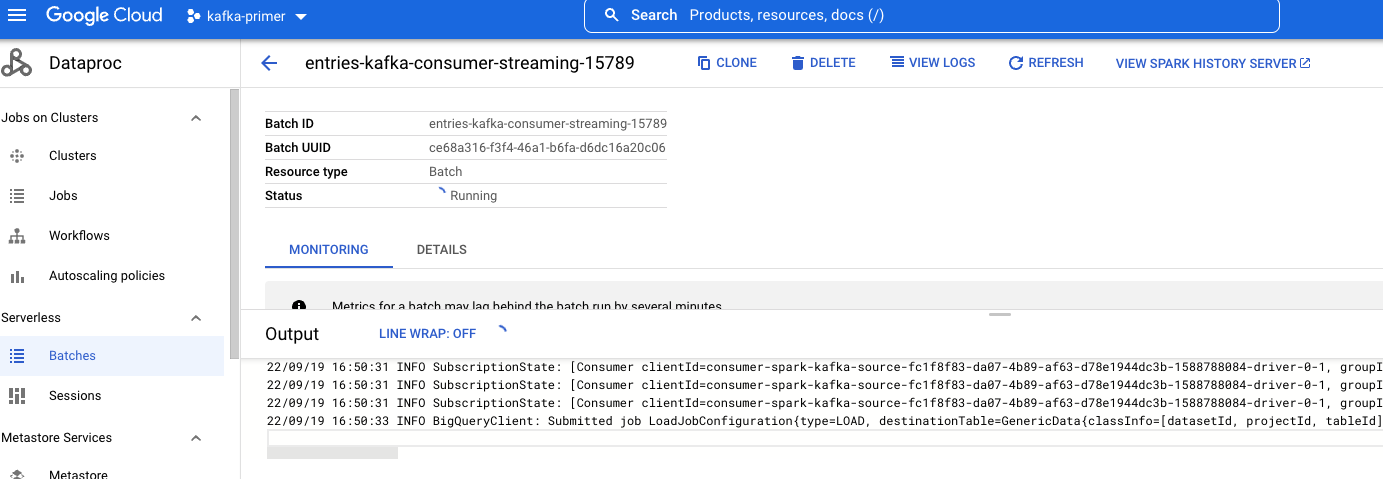 Google Cloud
kafka-primer
Search Products, resources, docs (/)
Dataproc
entries-kafka-consumer-streaming-15789
CLONE
DELETE
VIEW LOGS
REFRESH
VIEW SPARK HISTORY SERVER
Jobs on Clusters
Clusters
Jobs
Workflows
Autoscaling policies
Serverless
Batches
Sessions
Metastore Services
Metastore
Batch ID entries-kafka-consumer-streaming-15789
Batch UUID ce68a316-f3f4-46a1-b6fa-d6dc16a20c06
Resource type Batch
Status Running
MONITORING
DETAILS
Metrics for a batch may lag behind the batch run by several minutes
Output
LINE WRAP: OFF
22/09/19 16:50:31 INFO SubscriptionState: [Consumer clientId=consumer-spark-kafka-source-fc1f8f83-da07-4b89-af63-d78e1944dc3b-1588788084-driver-0-1, groupI
22/09/19 16:50:31 INFO SubscriptionState: [Consumer clientId=consumer-spark-kafka-source-fc1f8f83-da07-4b89-af63-d78e1944dc3b-1588788084-driver-0-1, groupI
22/09/19 16:50:31 INFO SubscriptionState: [Consumer clientId=consumer-spark-kafka-source-fc1f8f83-da07-4b89-af63-d78e1944dc3b-1588788084-driver-0-1, groupI
22/09/19 16:50:33 INFO BigQueryClient: Submitted job LoadJobConfiguration{type=LOAD, destinationTable=GenericData{classInfo=[datasetId, projectId, tableId]